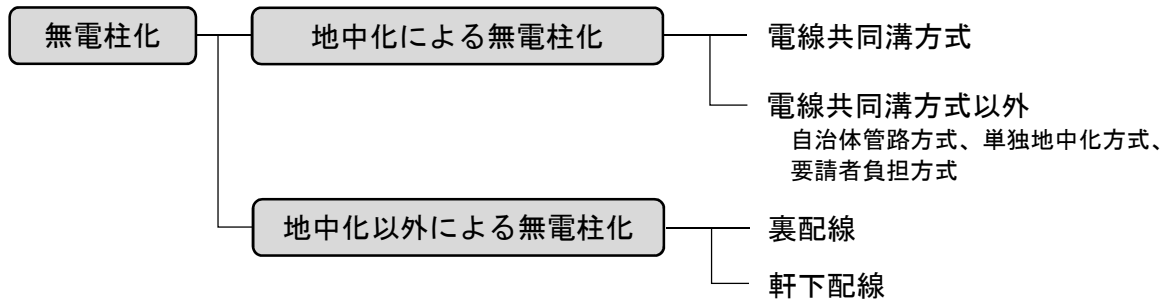 無電柱化
地中化による無電柱化
電線共同溝方式
電線共同溝方式以外
自治体管路方式、単独地中化方式、
要請者負担方式
地中化以外による無電柱化
裏配線
軒下配線